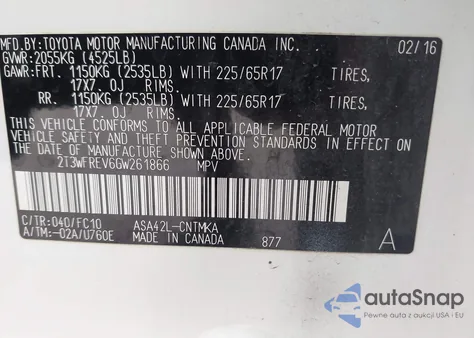 MFD.BY:TOYOTA MOTOR MANUFACTURING CANADA INC. 02/16
GVWR:2055KG (4525LB)
GAWR:FRT. 1150KG (2535LB) WITH 225/65R17 TIRES,
17X7.0J RIMS.
RR. 1150KG (2535LB) WITH 225/65R17 TIRES,
17X7.0J RIMS.
THIS VEHICLE CONFORMS TO ALL APPLICABLE FEDERAL MOTOR
VEHICLE SAFETY AND THEFT PREVENTION STANDARDS IN EFFECT ON
THE DATE OF MANUFACTURE SHOWN ABOVE.
2T3WFREV6GW261866 MPV
C/TR:040/FC10 ASA42L-CNTMKA
A/TM:-02A/U760E MADE IN CANADA 877 A
autoSnap
Pewne auta z USA i EU